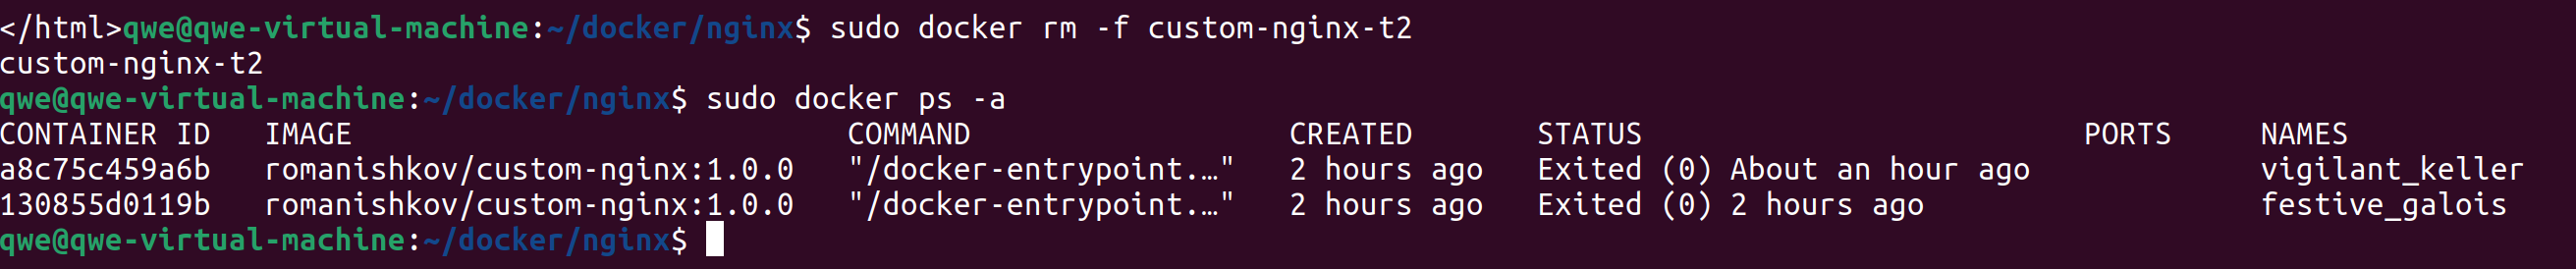 </html>qwe@qwe-virtual-machine:~/docker/nginx$ sudo docker rm -f custom-nginx-t2
custom-nginx-t2
qwe@qwe-virtual-machine:~/docker/nginx$ sudo docker ps -a
CONTAINER ID   IMAGE                            COMMAND                  CREATED       STATUS                         PORTS     NAMES
a8c75c459a6b   romanishkov/custom-nginx:1.0.0   "/docker-entrypoint.…"   2 hours ago   Exited (0) About an hour ago             vigilant_keller
130855d0119b   romanishkov/custom-nginx:1.0.0   "/docker-entrypoint.…"   2 hours ago   Exited (0) 2 hours ago                   festive_galois
qwe@qwe-virtual-machine:~/docker/nginx$